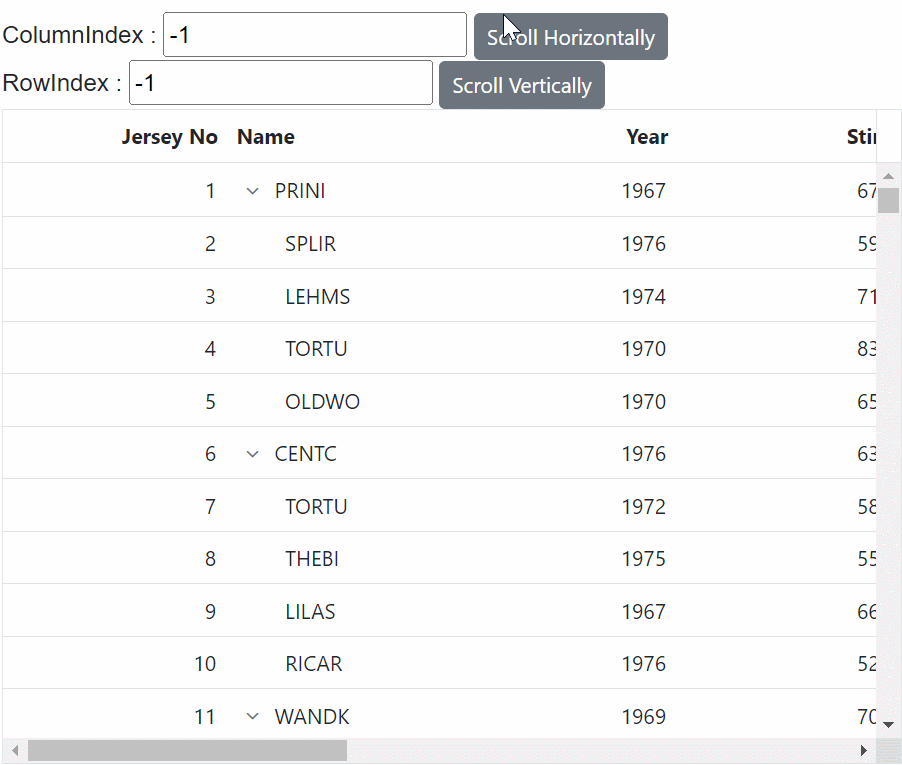 ColumnIndex : -1 Scroll Horizontally
RowIndex : -1 Scroll Vertically
Jersey No Name Year
1 PRINI 1967 67
2 SPLIR 1976 59
3 LEHMS 1974 71
4 TORTU 1970 83
5 OLDWO 1970 65
6 CENTC 1976 63
7 TORTU 1972 58
8 THEBI 1975 55
9 LILAS 1967 66
10 RICAR 1976 52
11 WANDK 1969 70